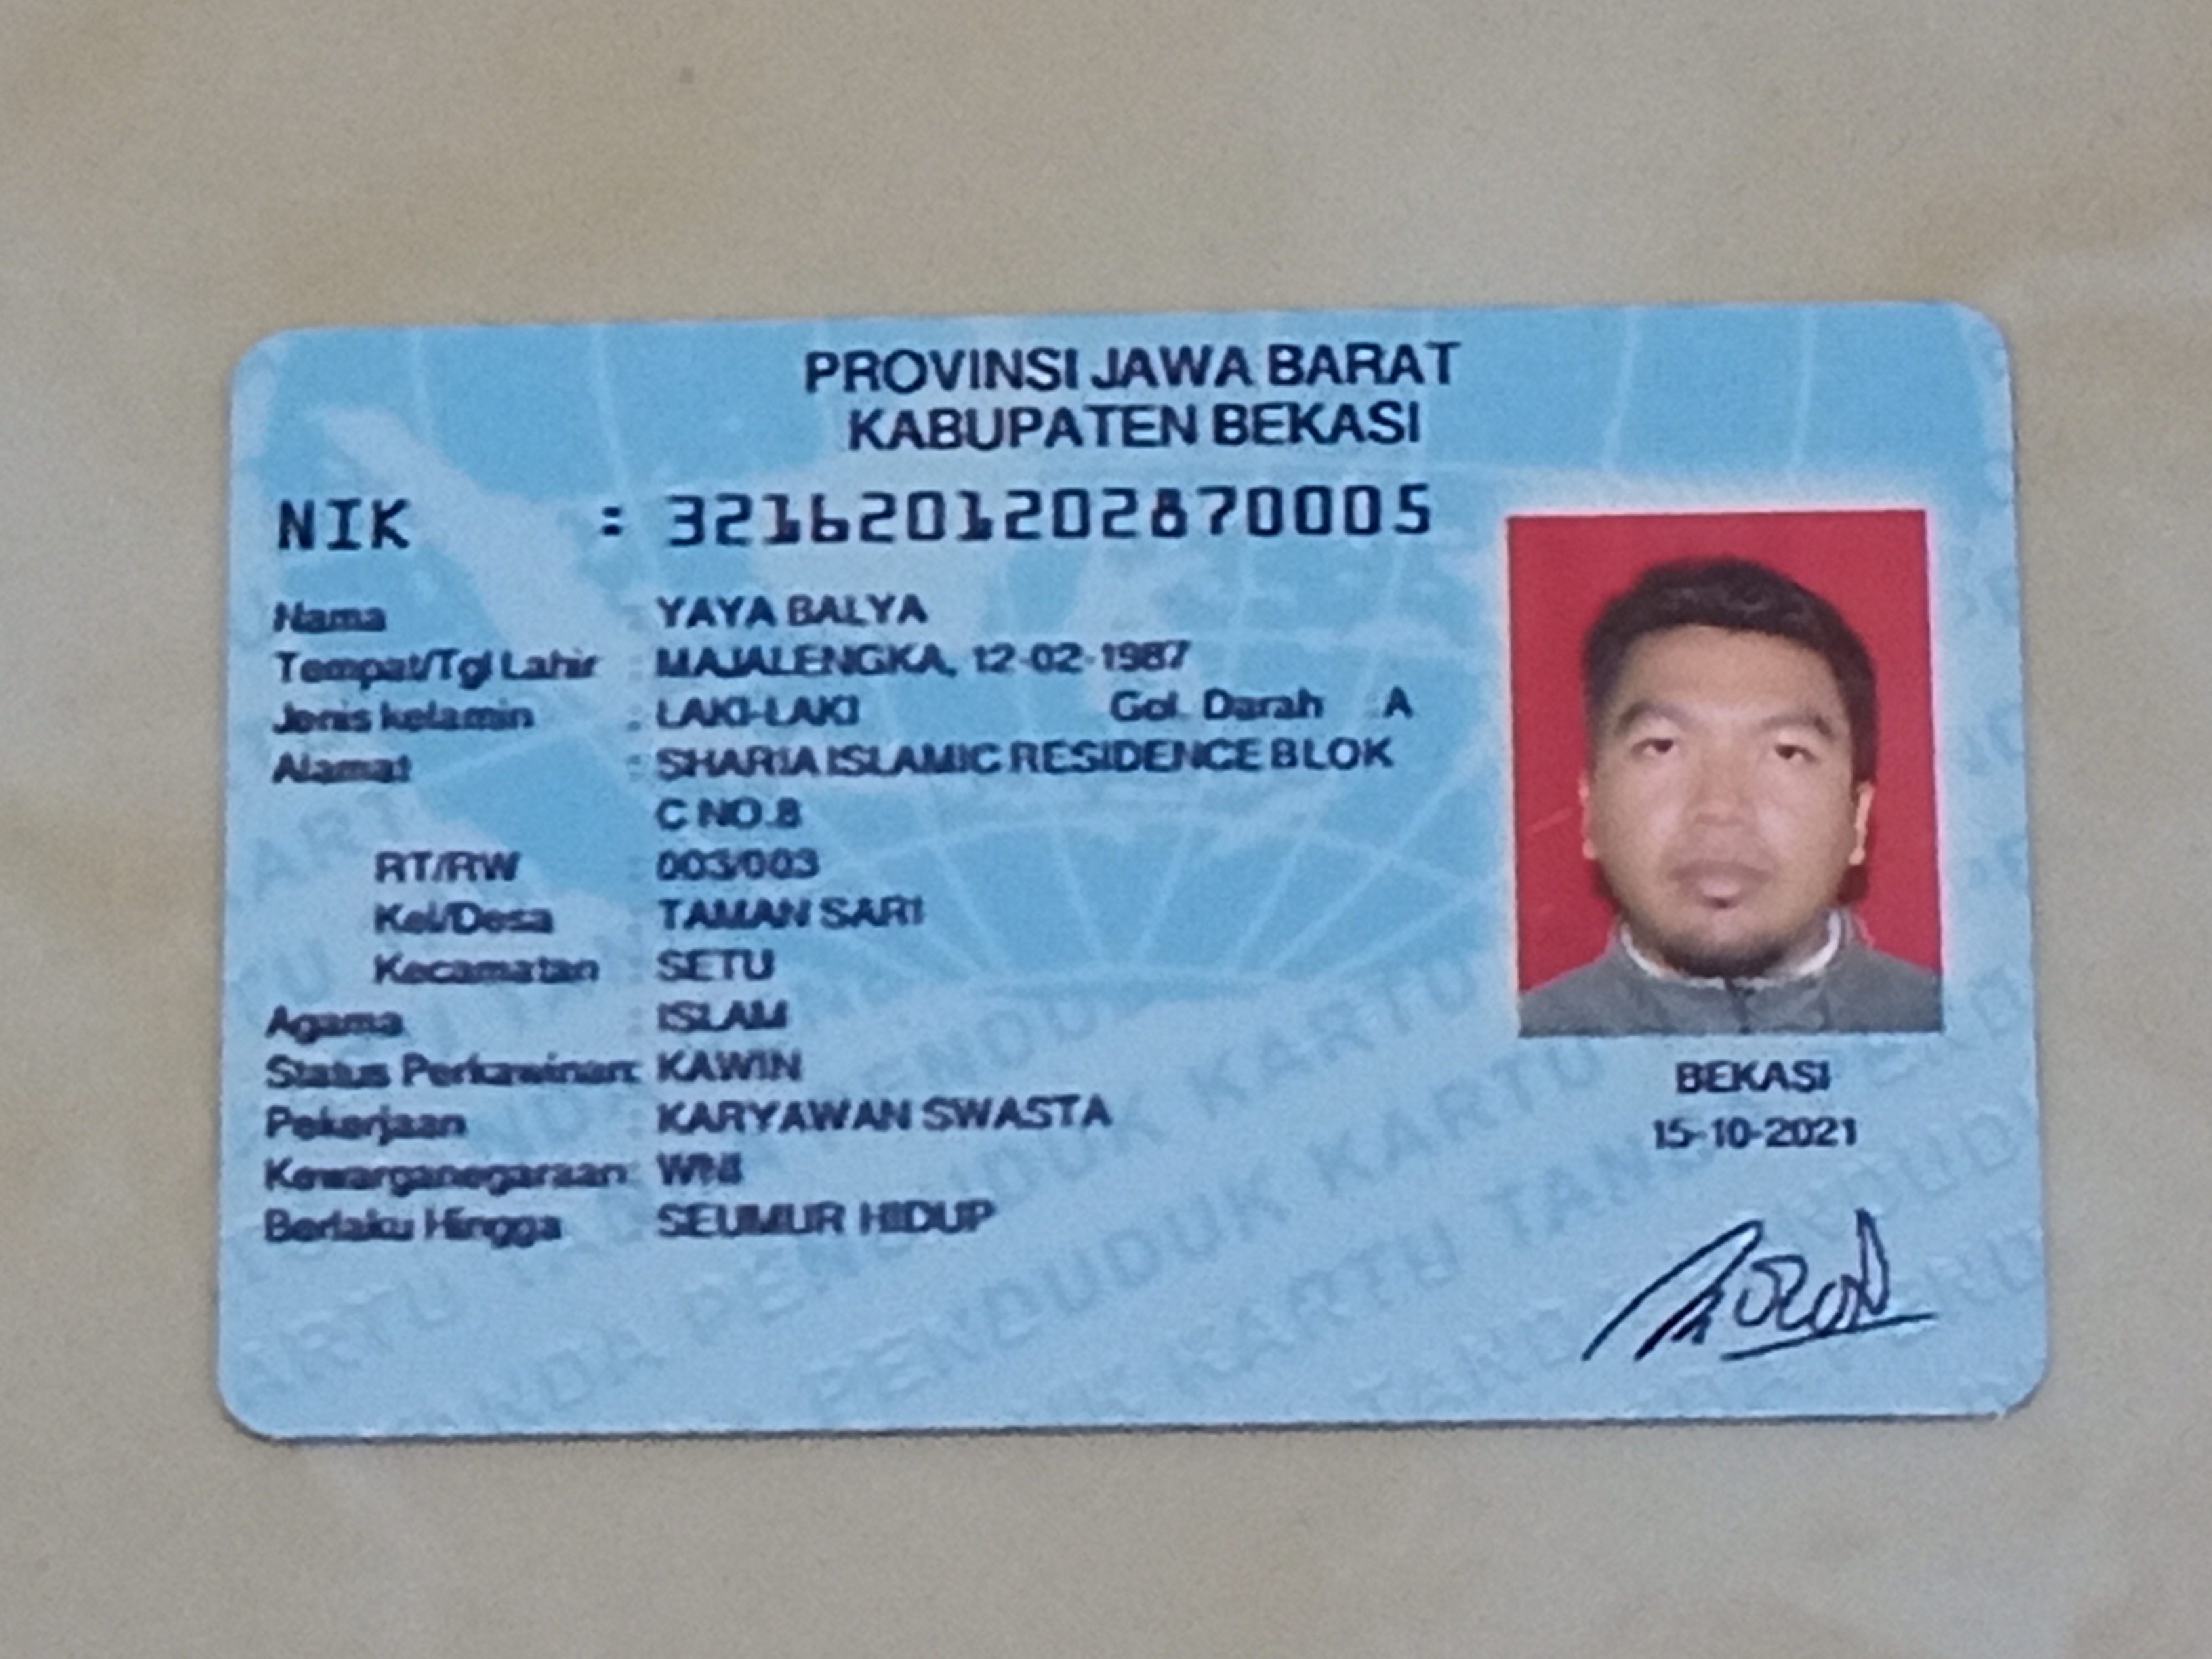 PROVINSI JAWA BARAT
KABUPATEN BEKASI
NIK : 3216201202870005
Nama : YAYA BALYA
Tempat/Tgl Lahir : MAJALENGKA, 12-02-1987
Jenis kelamin : LAKI-LAKI Gol. Darah : A
Alamat : SHARIA ISLAMIC RESIDENCE BLOK
C NO.8
RT/RW : 003/003
Kel/Desa : TAMAN SARI
Kecamatan : SETU
Agama : ISLAM
Status Perkawinan: KAWIN
Pekerjaan : KARYAWAN SWASTA
Kewarganegaraan: WNI
Berlaku Hingga : SEUMUR HIDUP
BEKASI
15-10-2021